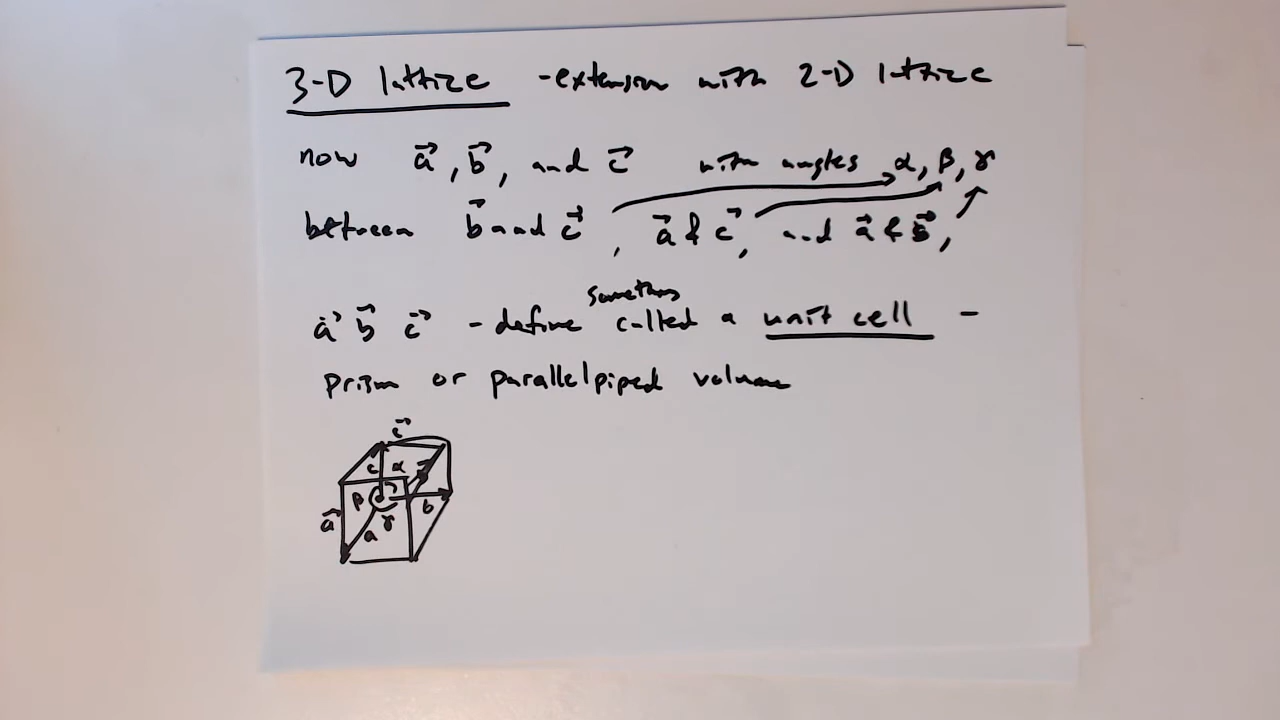 3-D lattice - extension with 2-D lattice
now a⃗, b⃗, and c⃗ with angles α, β, γ
between b⃗ and c⃗, a⃗ & c⃗, and a⃗ & b⃗,
something
a⃗ b⃗ c⃗ - define called a unit cell -
prism or parallelpiped volume
c⃗
c α
β b
a⃗ γ
a